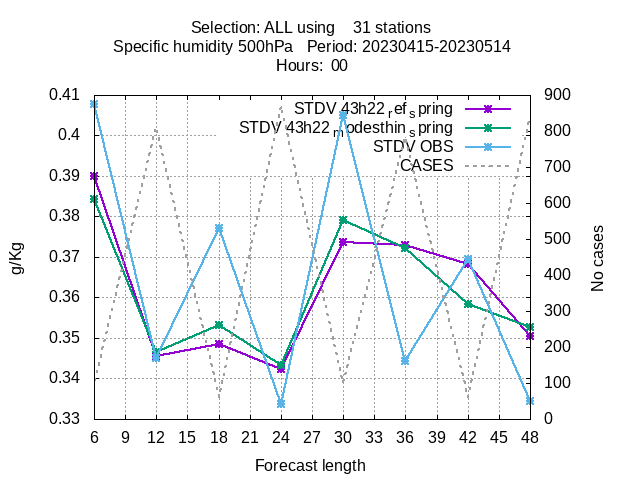 Selection: ALL using    31 stations
Specific humidity 500hPa   Period: 20230415-20230514
Hours:  00
STDV 43h22_ref_spring
STDV 43h22_modesthin_spring
STDV OBS
CASES
0.41
0.4
0.39
0.38
0.37
0.36
0.35
0.34
0.33
g/Kg
900
800
700
600
500
400
300
200
100
0
No cases
6 9 12 15 18 21 24 27 30 33 36 39 42 45 48
Forecast length